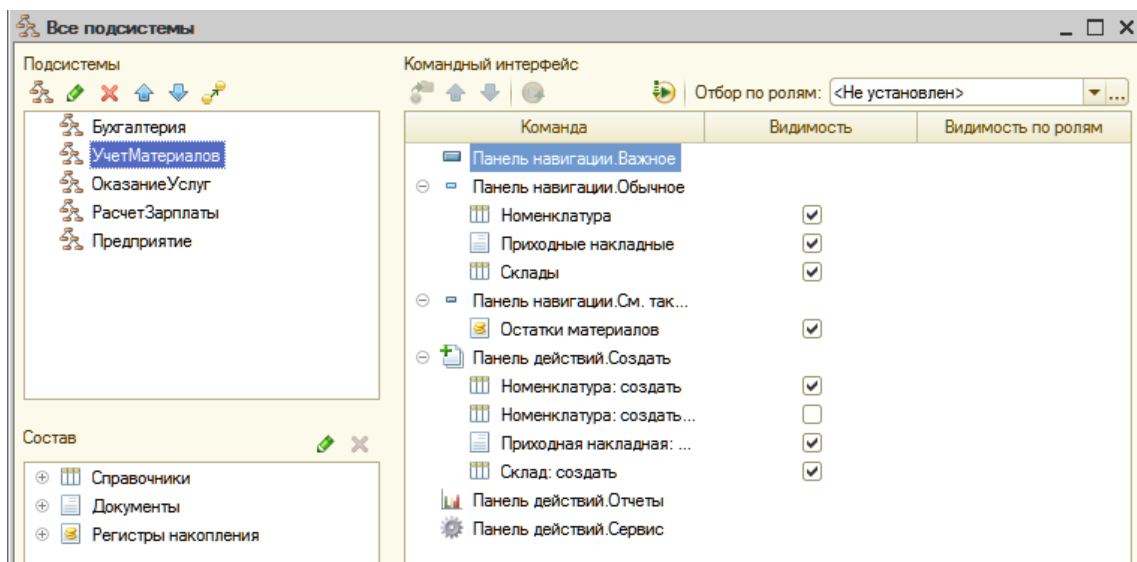 Все подсистемы
Подсистемы
Бухгалтерия
УчетМатериалов
ОказаниеУслуг
РасчетЗарплаты
Предприятие
Состав
Справочники
Документы
Регистры накопления
Командный интерфейс
Отбор по ролям: <Не установлен>
Команда Видимость Видимость по ролям
Панель навигации.Важное
Панель навигации.Обычное
Номенклатура
Приходные накладные
Склады
Панель навигации.См. так...
Остатки материалов
Панель действий.Создать
Номенклатура: создать
Номенклатура: создать...
Приходная накладная: ...
Склад: создать
Панель действий.Отчеты
Панель действий.Сервис